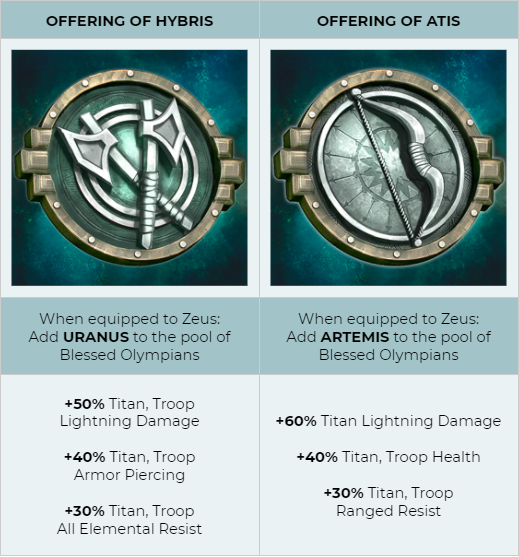 OFFERING OF HYBRIS
When equipped to Zeus:
Add URANUS to the pool of
Blessed Olympians
+50% Titan, Troop
Lightning Damage
+40% Titan, Troop
Armor Piercing
+30% Titan, Troop
All Elemental Resist
OFFERING OF ATIS
When equipped to Zeus:
Add ARTEMIS to the pool of
Blessed Olympians
+60% Titan Lightning Damage
+40% Titan, Troop Health
+30% Titan, Troop
Ranged Resist